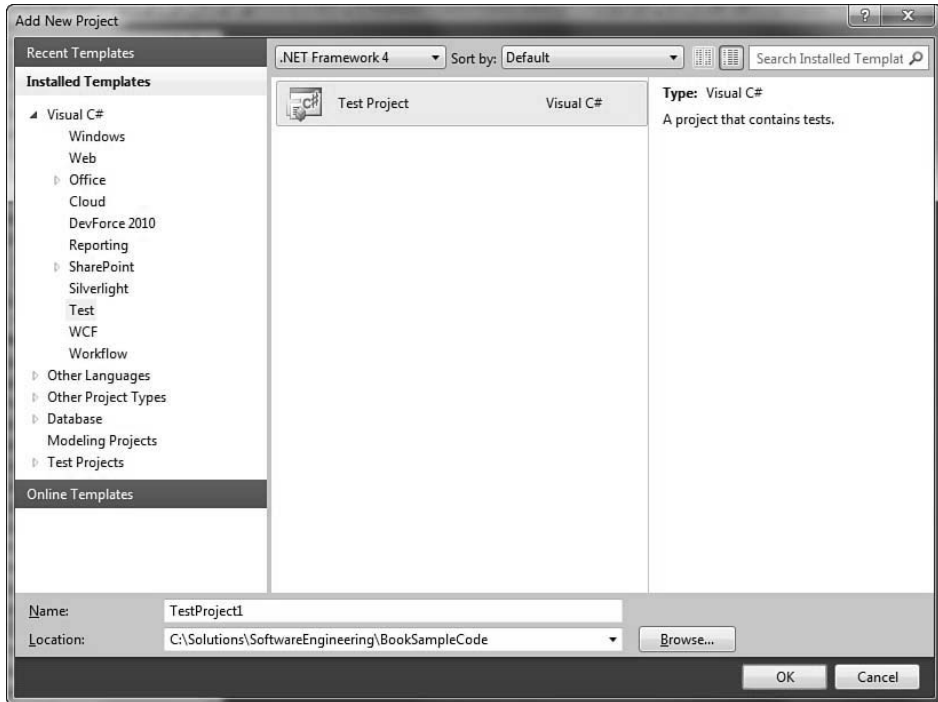 Add New Project
?
x
Recent Templates
.NET Framework 4
Sort by: Default
Search Installed Templat
Installed Templates
Visual C#
Windows
Web
Office
Cloud
DevForce 2010
Reporting
SharePoint
Silverlight
Test
WCF
Workflow
Other Languages
Other Project Types
Database
Modeling Projects
Test Projects
Online Templates
C#
Test Project
Visual C#
Type: Visual C#
A project that contains tests.
Name: TestProject1
Location: C:\Solutions\SoftwareEngineering\BookSampleCode
Browse...
OK
Cancel